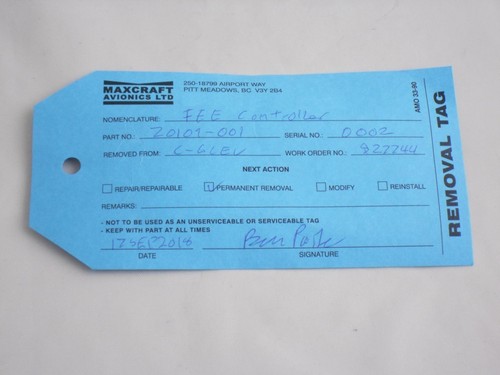 MAXCRAFT
AVIONICS LTD
250-18799 AIRPORT WAY
PITT MEADOWS, BC V3Y 2B4
AMO 33-90
REMOVAL TAG
NOMENCLATURE: IEE Controller
PART NO.: Z0107-001 SERIAL NO.: 0002
REMOVED FROM: C-GLEV WORK ORDER NO.: 827244
NEXT ACTION
REPAIR/REPAIRABLE PERMANENT REMOVAL MODIFY REINSTALL
REMARKS:
- NOT TO BE USED AS AN UNSERVICEABLE OR SERVICEABLE TAG
- KEEP WITH PART AT ALL TIMES
17SEP2018
DATE SIGNATURE